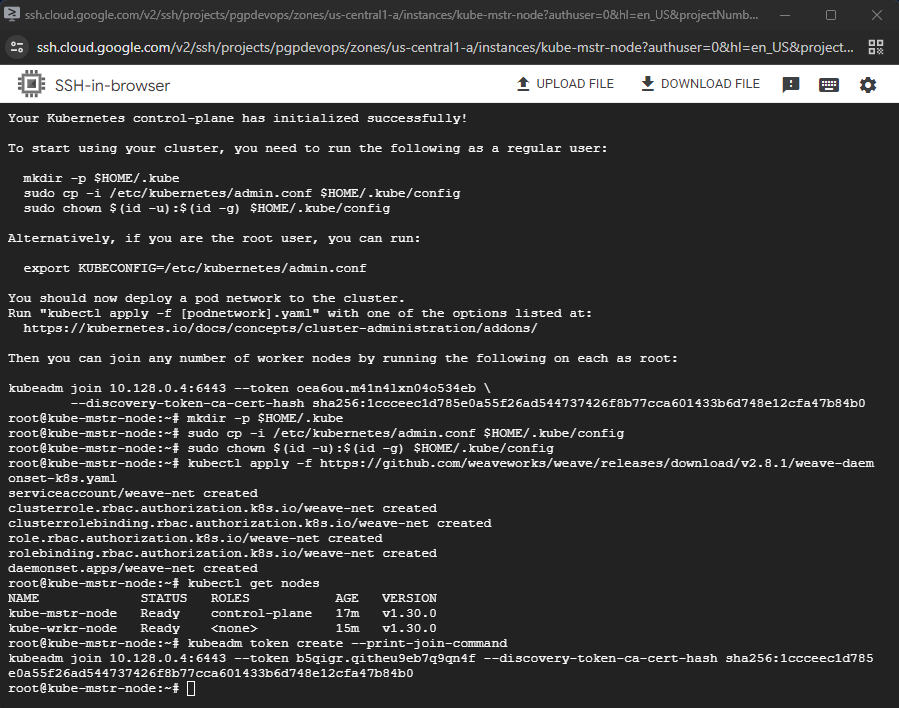 ssh.cloud.google.com/v2/ssh/projects/pgpdevops/zones/us-central1-a/instances/kube-mstr-node?authuser=0&hl=en_US&projectNumb...
ssh.cloud.google.com/v2/ssh/projects/pgpdevops/zones/us-central1-a/instances/kube-mstr-node?authuser=0&hl=en_US&project...
SSH-in-browser UPLOAD FILE DOWNLOAD FILE
Your Kubernetes control-plane has initialized successfully!
To start using your cluster, you need to run the following as a regular user:
mkdir -p $HOME/.kube
sudo cp -i /etc/kubernetes/admin.conf $HOME/.kube/config
sudo chown $(id -u):$(id -g) $HOME/.kube/config
Alternatively, if you are the root user, you can run:
export KUBECONFIG=/etc/kubernetes/admin.conf
You should now deploy a pod network to the cluster.
Run "kubectl apply -f [podnetwork].yaml" with one of the options listed at:
https://kubernetes.io/docs/concepts/cluster-administration/addons/
Then you can join any number of worker nodes by running the following on each as root:
kubeadm join 10.128.0.4:6443 --token oea6ou.m41n4lxn04o534eb \
--discovery-token-ca-cert-hash sha256:1ccceec1d785e0a55f26ad544737426f8b77cca601433b6d748e12cfa47b84b0
root@kube-mstr-node:~# mkdir -p $HOME/.kube
root@kube-mstr-node:~# sudo cp -i /etc/kubernetes/admin.conf $HOME/.kube/config
root@kube-mstr-node:~# sudo chown $(id -u):$(id -g) $HOME/.kube/config
root@kube-mstr-node:~# kubectl apply -f https://github.com/weaveworks/weave/releases/download/v2.8.1/weave-daem
onset-k8s.yaml
serviceaccount/weave-net created
clusterrole.rbac.authorization.k8s.io/weave-net created
clusterrolebinding.rbac.authorization.k8s.io/weave-net created
role.rbac.authorization.k8s.io/weave-net created
rolebinding.rbac.authorization.k8s.io/weave-net created
daemonset.apps/weave-net created
root@kube-mstr-node:~# kubectl get nodes
NAME STATUS ROLES AGE VERSION
kube-mstr-node Ready control-plane 17m v1.30.0
kube-wrkr-node Ready <none> 15m v1.30.0
root@kube-mstr-node:~# kubeadm token create --print-join-command
kubeadm join 10.128.0.4:6443 --token b5qigr.qitheu9eb7q9qn4f --discovery-token-ca-cert-hash sha256:1ccceec1d785
e0a55f26ad544737426f8b77cca601433b6d748e12cfa47b84b0
root@kube-mstr-node:~#